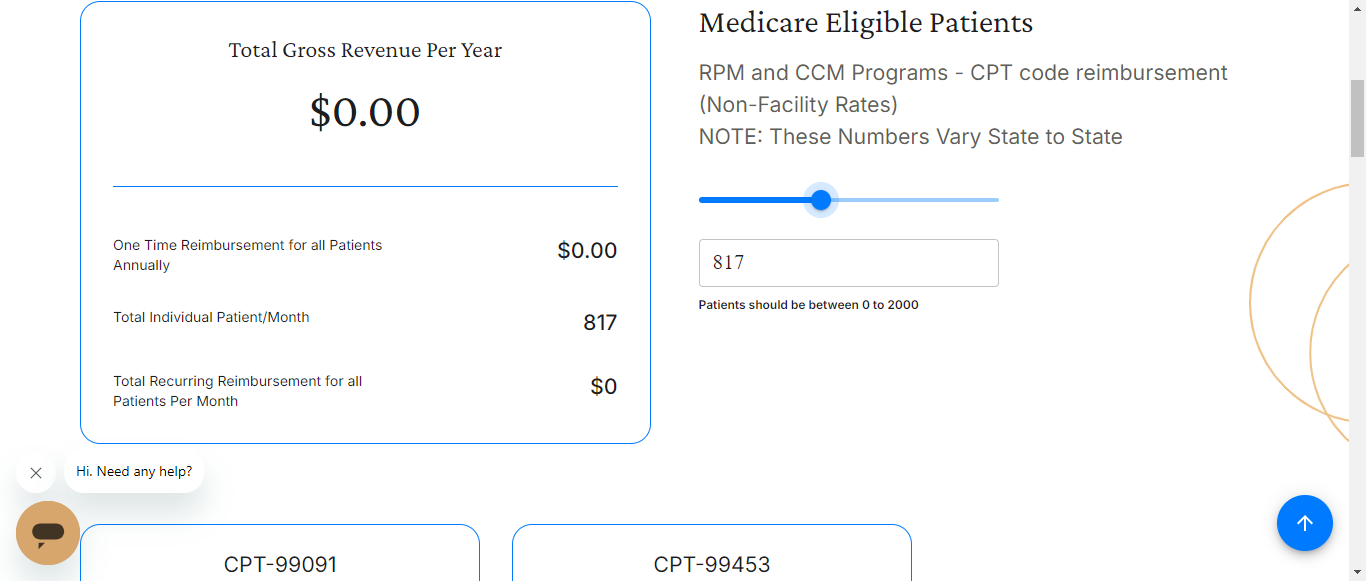 Total Gross Revenue Per Year
$0.00
One Time Reimbursement for all Patients
Annually
$0.00
Total Individual Patient/Month
817
Total Recurring Reimbursement for all
Patients Per Month
$0
Medicare Eligible Patients
RPM and CCM Programs - CPT code reimbursement
(Non-Facility Rates)
NOTE: These Numbers Vary State to State
817
Patients should be between 0 to 2000
Hi. Need any help?
CPT-99091
CPT-99453